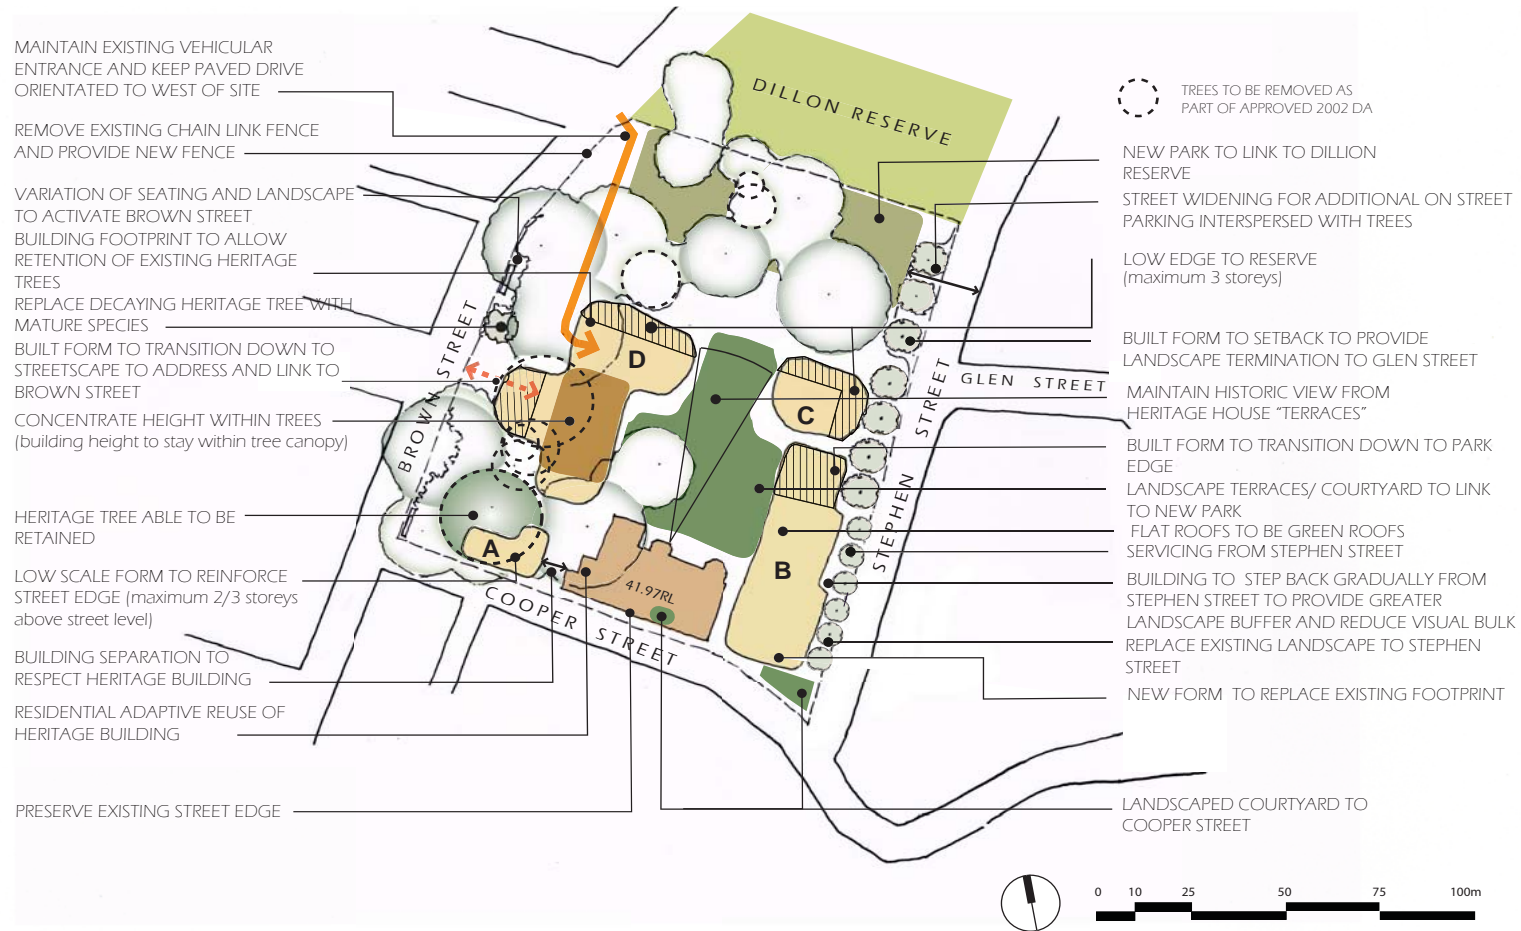 MAINTAIN EXISTING VEHICULAR
ENTRANCE AND KEEP PAVED DRIVE
ORIENTATED TO WEST OF SITE
REMOVE EXISTING CHAIN LINK FENCE
AND PROVIDE NEW FENCE
VARIATION OF SEATING AND LANDSCAPE
TO ACTIVATE BROWN STREET
BUILDING FOOTPRINT TO ALLOW
RETENTION OF EXISTING HERITAGE
TREES
REPLACE DECAYING HERITAGE TREE WITH
MATURE SPECIES
BUILT FORM TO TRANSITION DOWN TO
STREETSCAPE TO ADDRESS AND LINK TO
BROWN STREET
CONCENTRATE HEIGHT WITHIN TREES
(building height to stay within tree canopy)
HERITAGE TREE ABLE TO BE
RETAINED
LOW SCALE FORM TO REINFORCE
STREET EDGE (maximum 2/3 storeys
above street level)
BUILDING SEPARATION TO
RESPECT HERITAGE BUILDING
RESIDENTIAL ADAPTIVE REUSE OF
HERITAGE BUILDING
PRESERVE EXISTING STREET EDGE
DILLON RESERVE
BROWN STREET
GLEN STREET
STEPHEN STREET
COOPER STREET
D
C
A
B
41.97RL
TREES TO BE REMOVED AS
PART OF APPROVED 2002 DA
NEW PARK TO LINK TO DILLION
RESERVE
STREET WIDENING FOR ADDITIONAL ON STREET
PARKING INTERSPERSED WITH TREES
LOW EDGE TO RESERVE
(maximum 3 storeys)
BUILT FORM TO SETBACK TO PROVIDE
LANDSCAPE TERMINATION TO GLEN STREET
MAINTAIN HISTORIC VIEW FROM
HERITAGE HOUSE “TERRACES”
BUILT FORM TO TRANSITION DOWN TO PARK
EDGE
LANDSCAPE TERRACES/ COURTYARD TO LINK
TO NEW PARK
FLAT ROOFS TO BE GREEN ROOFS
SERVICING FROM STEPHEN STREET
BUILDING TO STEP BACK GRADUALLY FROM
STEPHEN STREET TO PROVIDE GREATER
LANDSCAPE BUFFER AND REDUCE VISUAL BULK
REPLACE EXISTING LANDSCAPE TO STEPHEN
STREET
NEW FORM TO REPLACE EXISTING FOOTPRINT
LANDSCAPED COURTYARD TO
COOPER STREET
0 10 25 50 75 100m